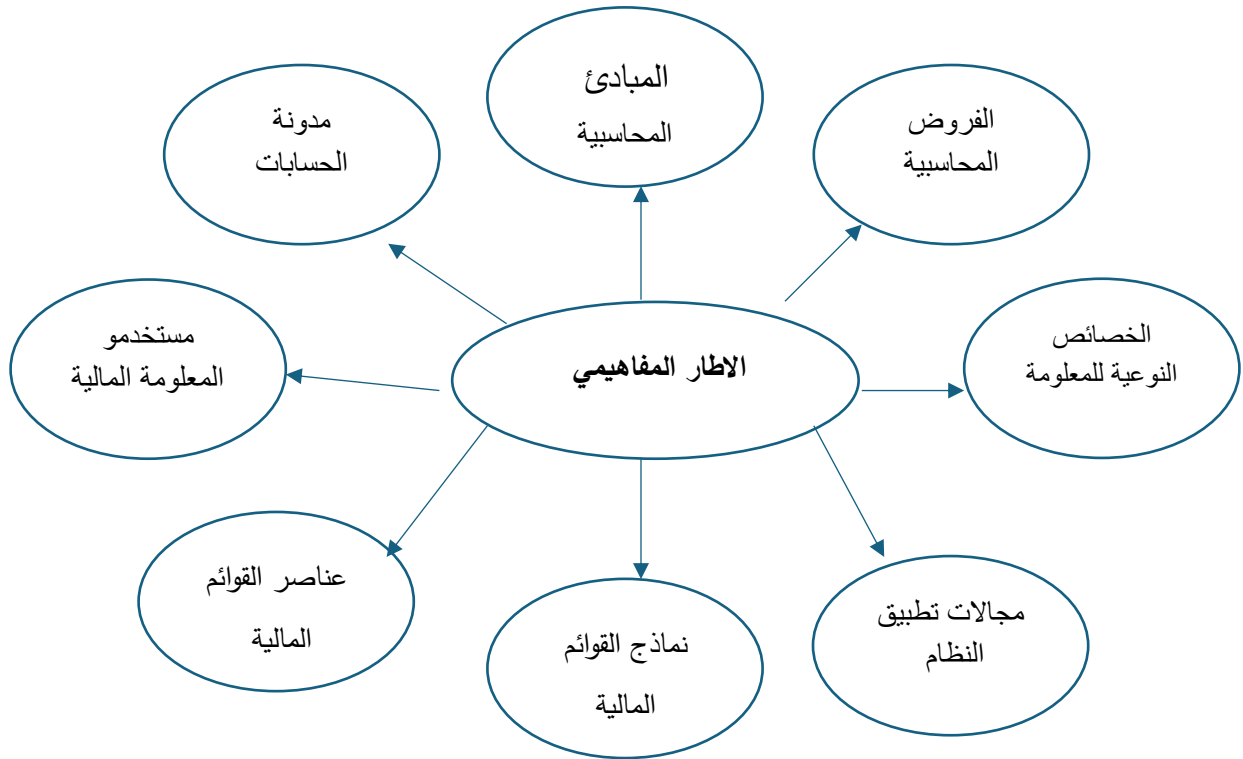 المبادئ
المحاسبية
الفروض
المحاسبية
مدونة
الحسابات
الخصائص
النوعية للمعلومة
مستخدمو
المعلومة المالية
الاطار المفاهيمي
عناصر القوائم
المالية
مجالات تطبيق
النظام
نماذج القوائم
المالية